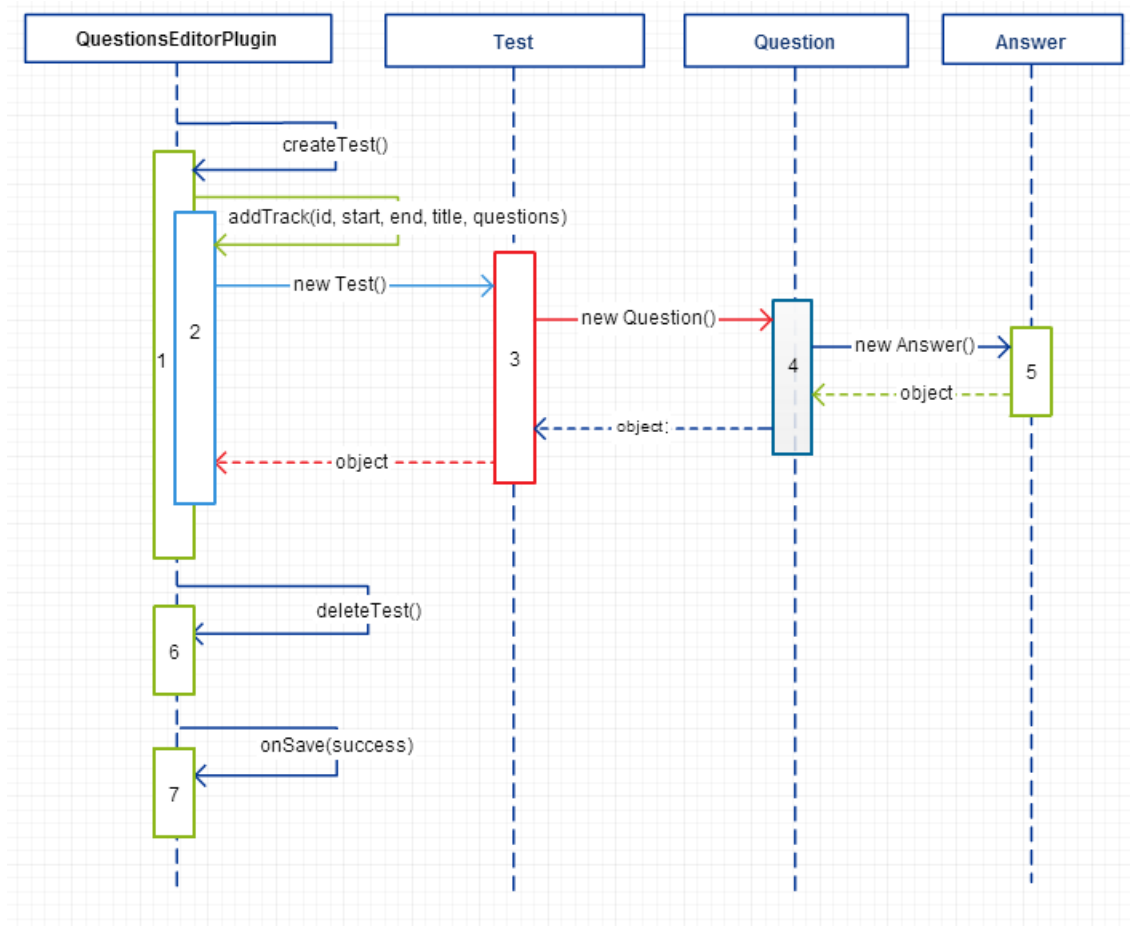 QuestionsEditorPlugin
Test
Question
Answer
createTest()
addTrack(id, start, end, title, questions)
new Test()
new Question()
new Answer()
1
2
3
4
5
object
object:
object
deleteTest()
6
onSave(success)
7